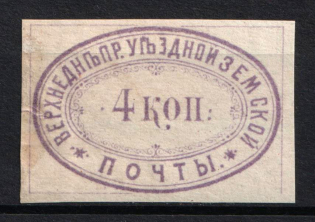 ВЕРХНЕДНѢПР. УѢЗДНОЙ ЗЕМСКОЙ
4 КОП:
* ПОЧТЫ. *